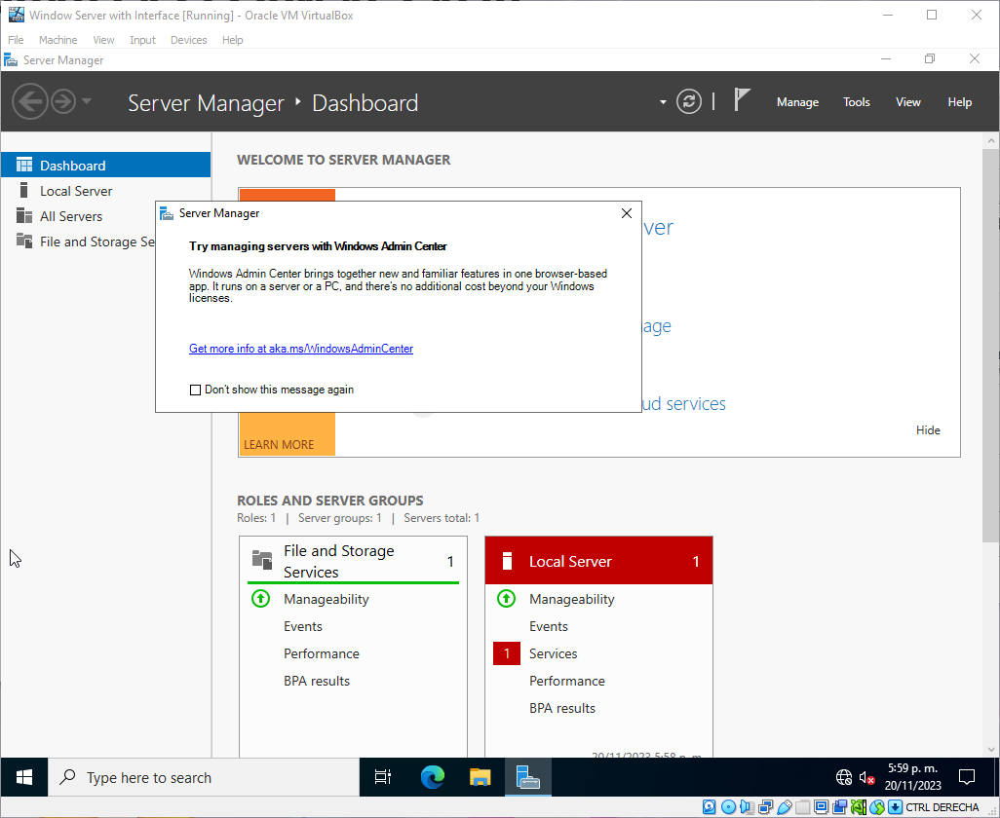 Window Server with Interface [Running] - Oracle VM VirtualBox
File Machine View Input Devices Help
Server Manager
Server Manager Dashboard
Manage Tools View Help
Dashboard
Local Server
All Servers
File and Storage Se
WELCOME TO SERVER MANAGER
Server Manager
Try managing servers with Windows Admin Center
Windows Admin Center brings together new and familiar features in one browser-based
app. It runs on a server or a PC, and there's no additional cost beyond your Windows
licenses.
Get more info at aka.ms/WindowsAdminCenter
Don't show this message again
ver
age
ud services
LEARN MORE
Hide
ROLES AND SERVER GROUPS
Roles: 1 | Server groups: 1 | Servers total: 1
File and Storage
Services
1
Manageability
Events
Performance
BPA results
Local Server 1
Manageability
Events
1 Services
Performance
BPA results
20/11/2023 5:58 p. m.
Type here to search
5:59 p. m.
20/11/2023
CTRL DERECHA